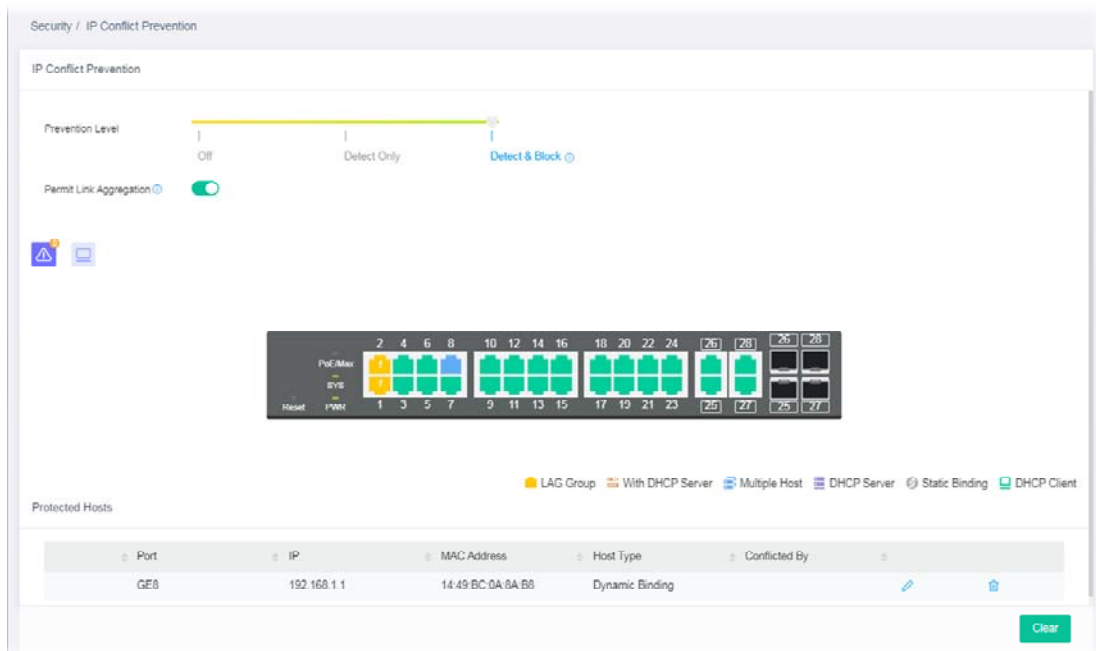 Security / IP Conflict Prevention
IP Conflict Prevention
Prevention Level
Off Detect Only Detect & Block
Permit Link Aggregation
2 4 6 8 10 12 14 16 18 20 22 24 26 28 26 28
PoE/Max
SYS
Reset PWR 1 3 5 7 9 11 13 15 17 19 21 23 25 27 25 27
LAG Group With DHCP Server Multiple Host DHCP Server Static Binding DHCP Client
Protected Hosts
Port IP MAC Address Host Type Conflicted By
GE8 192.168.1.1 14:49:BC:0A:8A:B8 Dynamic Binding
Clear